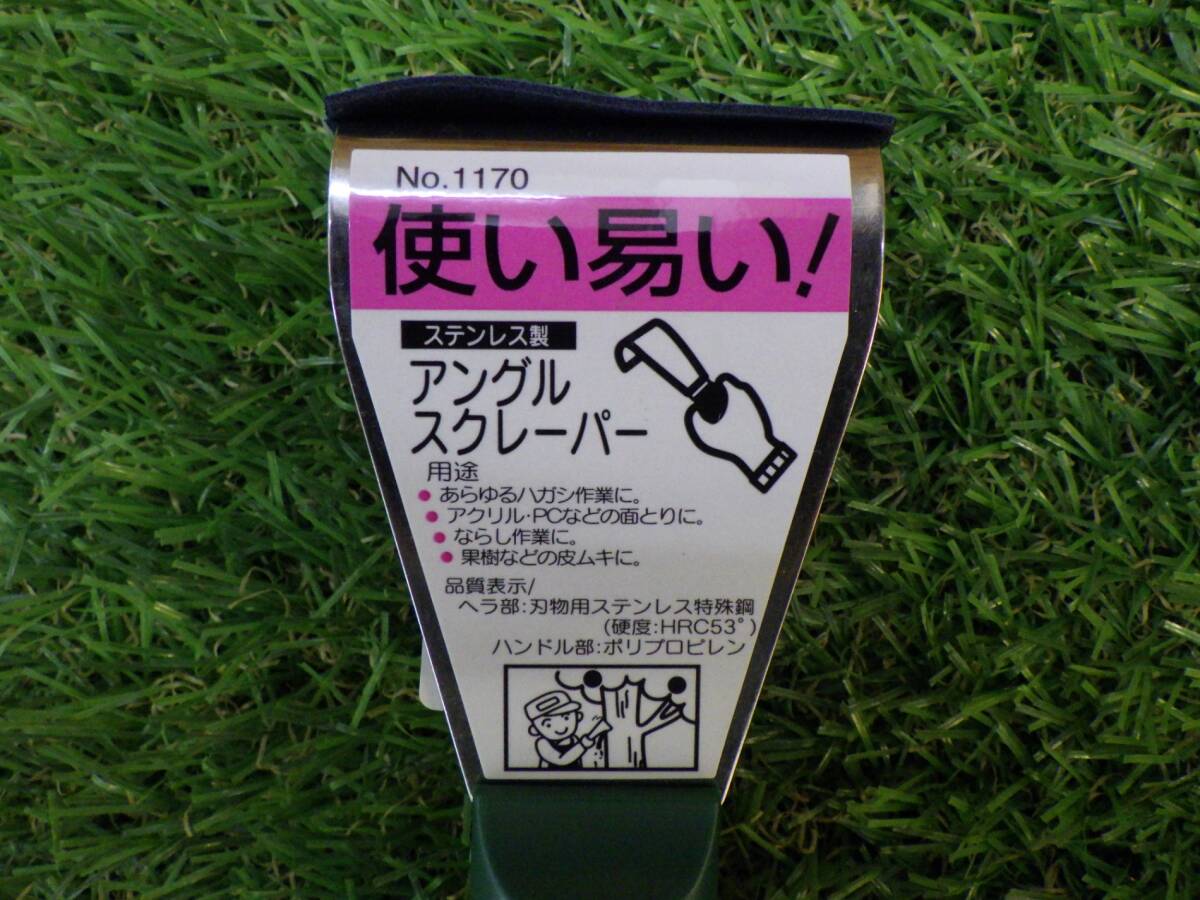 No.1170
使い易い!
ステンレス製
アングル
スクレーパー
用途
● あらゆるハガシ作業に。
● アクリル・PCなどの面とりに。
● ならし作業に。
● 果樹などの皮ムキに。
品質表示/
ヘラ部:刃物用ステンレス特殊鋼
(硬度:HRC53°)
ハンドル部:ポリプロピレン